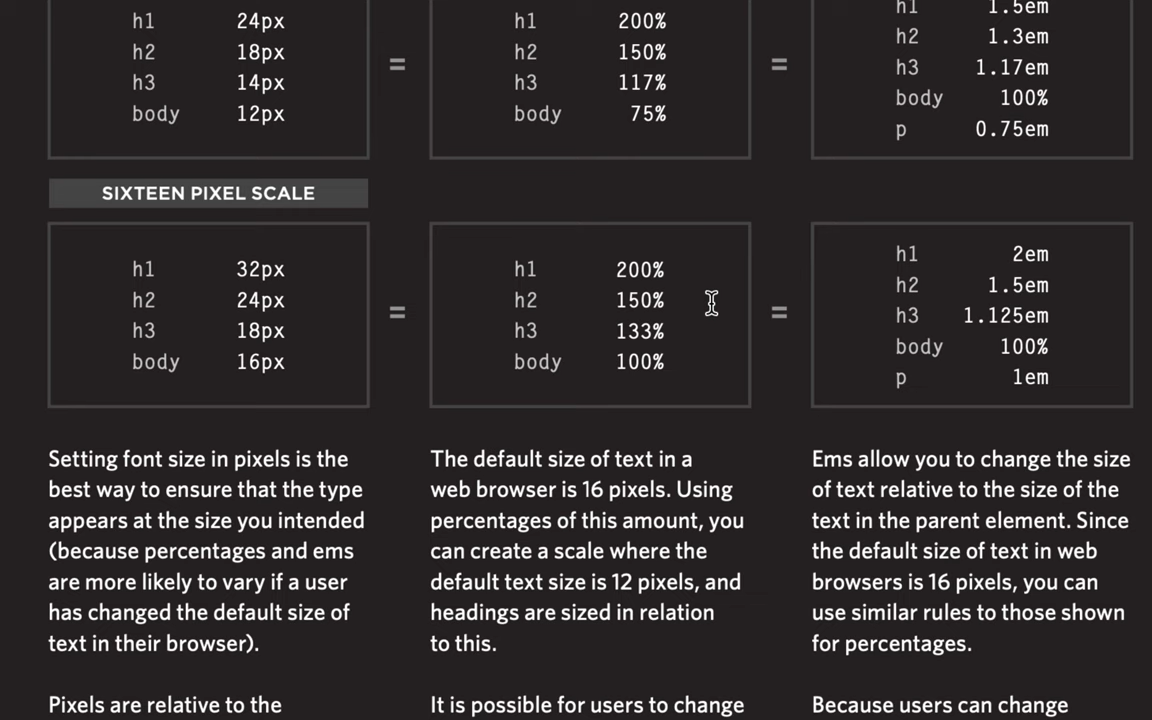 h1 24px
h2 18px
h3 14px
body 12px
=
h1 200%
h2 150%
h3 117%
body 75%
=
h1 1.5em
h2 1.3em
h3 1.17em
body 100%
p 0.75em
SIXTEEN PIXEL SCALE
h1 32px
h2 24px
h3 18px
body 16px
=
h1 200%
h2 150%
h3 133%
body 100%
=
h1 2em
h2 1.5em
h3 1.125em
body 100%
p 1em
Setting font size in pixels is the
best way to ensure that the type
appears at the size you intended
(because percentages and ems
are more likely to vary if a user
has changed the default size of
text in their browser).
Pixels are relative to the
The default size of text in a
web browser is 16 pixels. Using
percentages of this amount, you
can create a scale where the
default text size is 12 pixels, and
headings are sized in relation
to this.
It is possible for users to change
Ems allow you to change the size
of text relative to the size of the
text in the parent element. Since
the default size of text in web
browsers is 16 pixels, you can
use similar rules to those shown
for percentages.
Because users can change